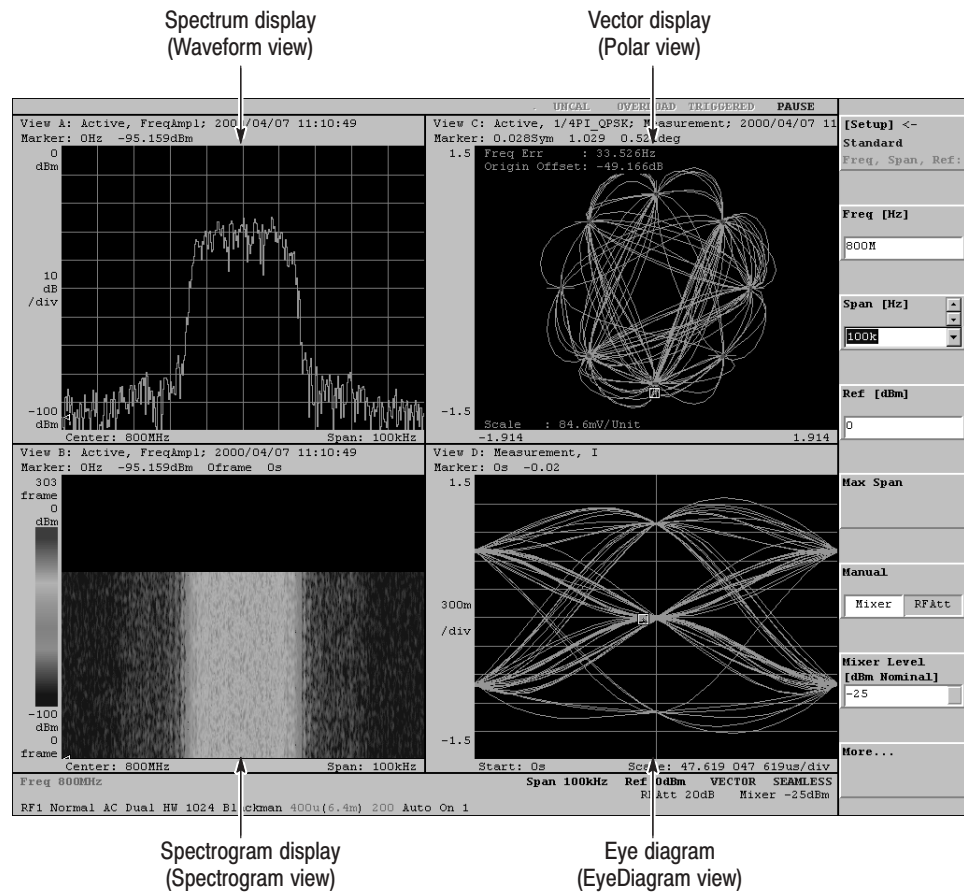 Spectrum display
(Waveform view)
Vector display
(Polar view)
UNCAL OVERLOAD TRIGGERED PAUSE
View A: Active, FreqAmpl; 2000/04/07 11:10:49
Marker: 0Hz -95.159dBm
0
dBm
10
dB
/div
-100
dBm
Center: 800MHz Span: 100kHz
View C: Active, 1/4PI_QPSK; Measurement; 2000/04/07 11
Marker: 0.028Sym 1.029 0.52 deg
1.5
Freq Err : 33.526Hz
Origin Offset: -49.166dB
-1.5
Scale : 84.6mV/Unit
-1.914 1.914
View B: Active, FreqAmpl; 2000/04/07 11:10:49
Marker: 0Hz -95.159dBm 0frame 0s
303
frame
0
dBm
-100
dBm
0
frame
Center: 800MHz Span: 100kHz
View D: Measurement, I
Marker: 0s -0.02
1.5
300m
/div
-1.5
Start: 0s Scale: 47.619 047 619us/div
[Setup] <-
Standard
Freq, Span, Ref:
Freq [Hz]
800M
Span [Hz]
100k
Ref [dBm]
0
Max Span
Manual
Mixer RFAtt
Mixer Level
[dBm Nominal]
-25
More...
Freq 800MHz
Span 100kHz Ref 0dBm VECTOR SEAMLESS
RFAtt 20dB Mixer -25dBm
RF1 Normal AC Dual HW 1024 Blackman 400u(6.4m) 200 Auto On 1
Spectrogram display
(Spectrogram view)
Eye diagram
(EyeDiagram view)